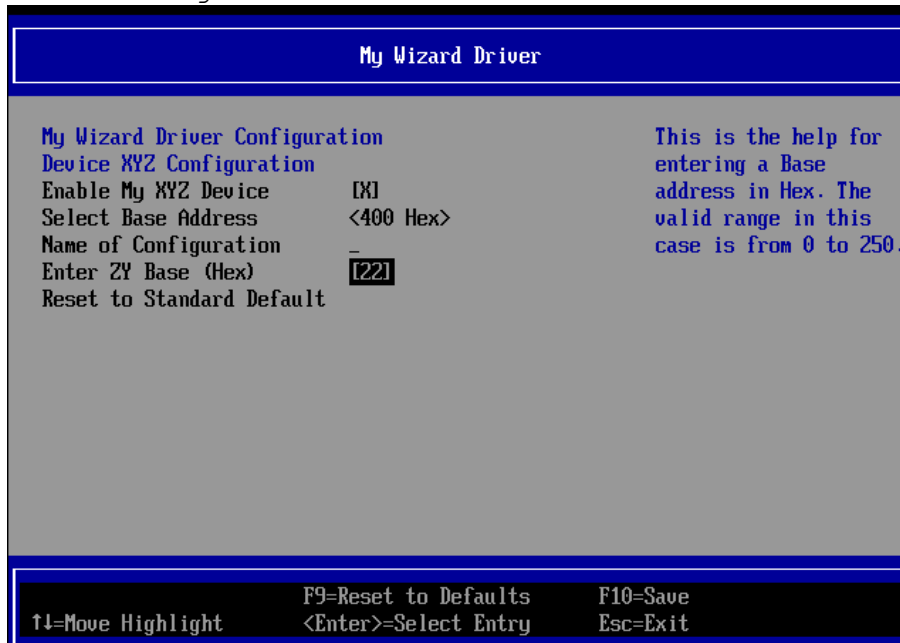 My Wizard Driver
My Wizard Driver Configuration
Device XYZ Configuration
Enable My XYZ Device [X]
Select Base Address <400 Hex>
Name of Configuration _
Enter ZY Base (Hex) [22]
Reset to Standard Default
This is the help for
entering a Base
address in Hex. The
valid range in this
case is from 0 to 250.
F9=Reset to Defaults F10=Save
↑↓=Move Highlight <Enter>=Select Entry Esc=Exit